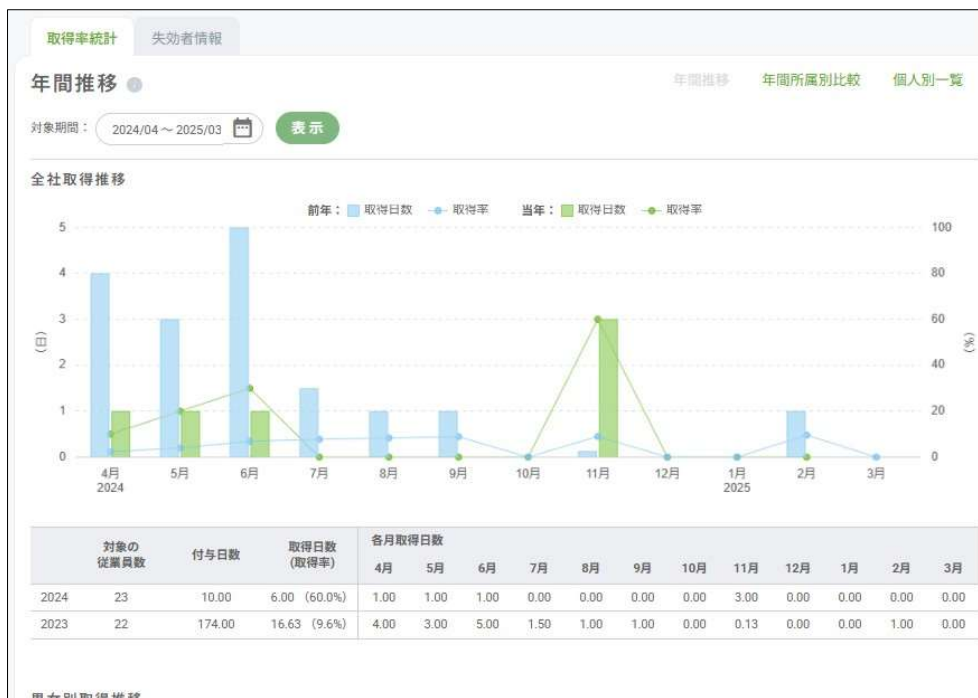 取得率統計 失効者情報
年間推移
年間推移 年間所属別比較 個人別一覧
対象期間： 2024/04～2025/03 表示
全社取得推移
前年： 取得日数 取得率 当年： 取得日数 取得率
5 100
4 80
3 60
(日) (%)
2 40
1 20
0 0
4月 5月 6月 7月 8月 9月 10月 11月 12月 1月 2月 3月
2024 2025
対象の従業員数 付与日数 取得日数(取得率) 各月取得日数
4月 5月 6月 7月 8月 9月 10月 11月 12月 1月 2月 3月
2024 23 10.00 6.00 (60.0%) 1.00 1.00 1.00 0.00 0.00 0.00 0.00 3.00 0.00 0.00 0.00 0.00
2023 22 174.00 16.63 (9.6%) 4.00 3.00 5.00 1.50 1.00 1.00 0.00 0.13 0.00 0.00 1.00 0.00
男女別取得推移